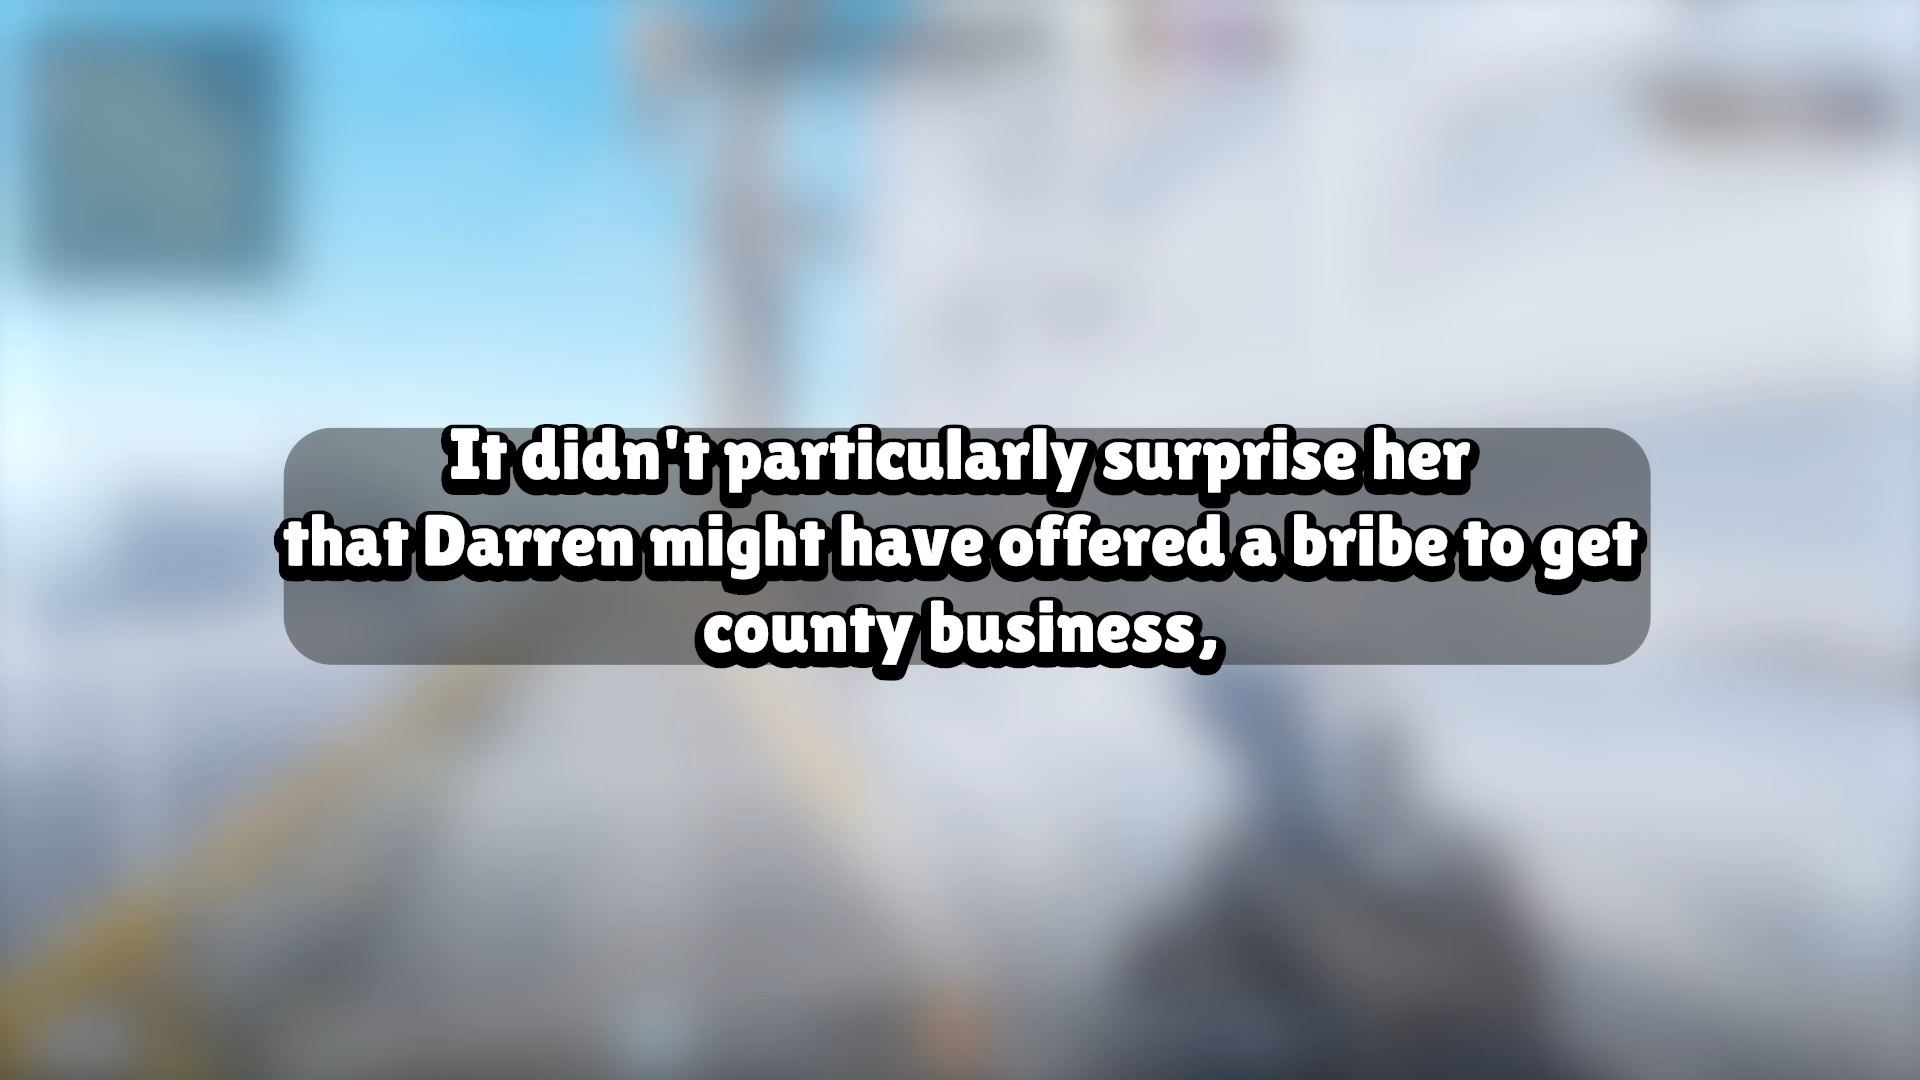 It didn't particularly surprise her
that Darren might have offered a bribe to get
county business,